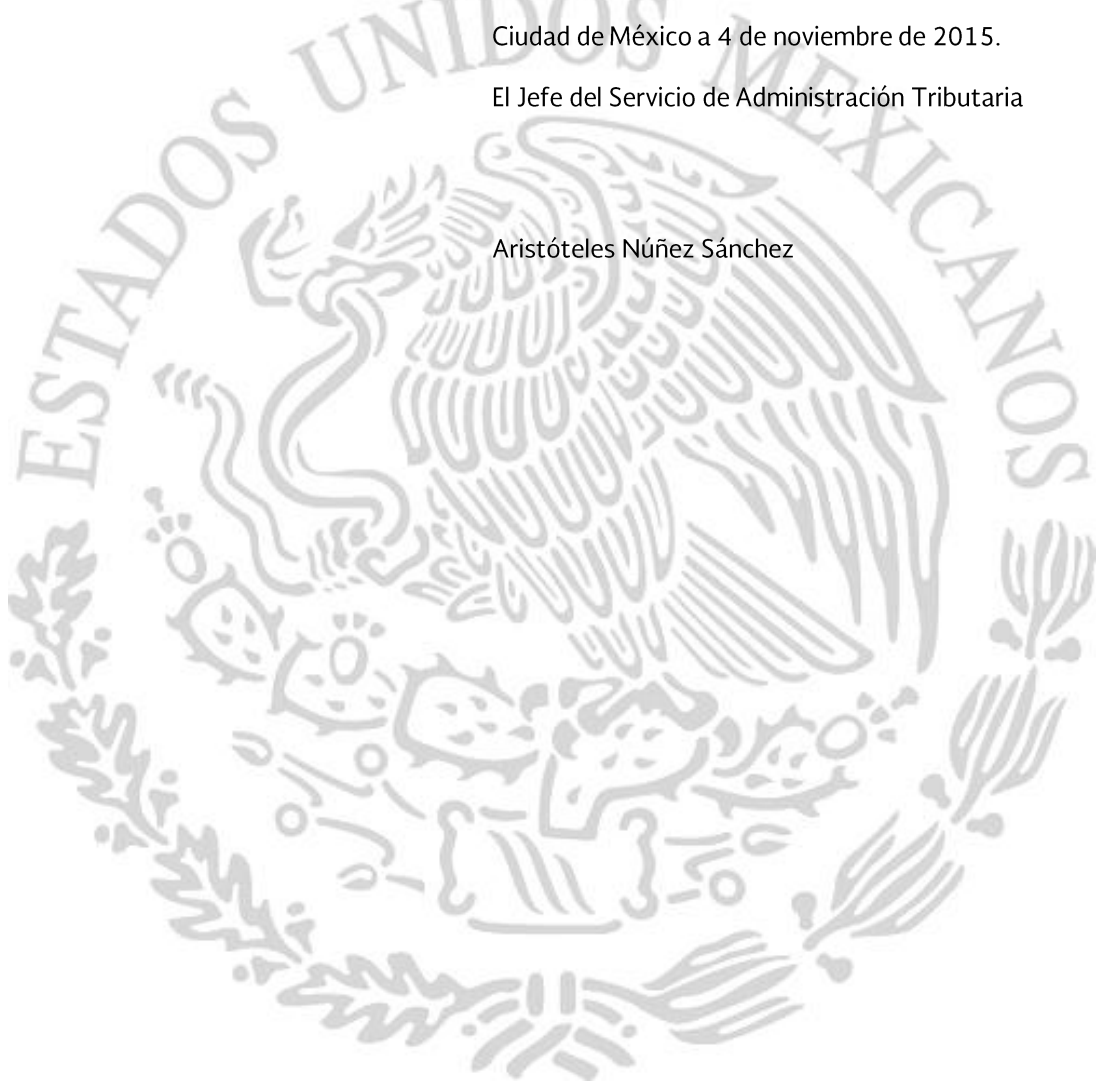 ESTADOS UNIDOS MEXICANOS
Ciudad de México a 4 de noviembre de 2015.
El Jefe del Servicio de Administración Tributaria
Aristóteles Núñez Sánchez